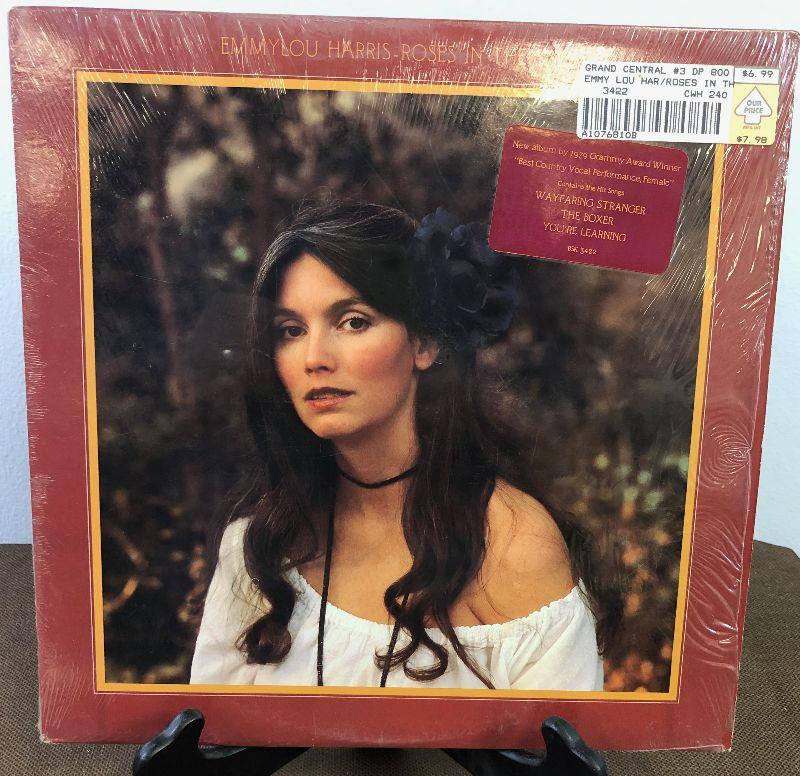 EMMYLOU HARRIS - ROSES IN THE
GRAND CENTRAL #3 DP 800
EMMY LOU HAR/ROSES IN TH
3422 CWH 240
A1076810B
$6.99
OUR
PRICE
$7.98
New album by 1979 Grammy Award Winner
"Best Country Vocal Performance, Female"
Contains the Hit Songs
WAYFARING STRANGER
THE BOXER
YOU'RE LEARNING
BSK 3422